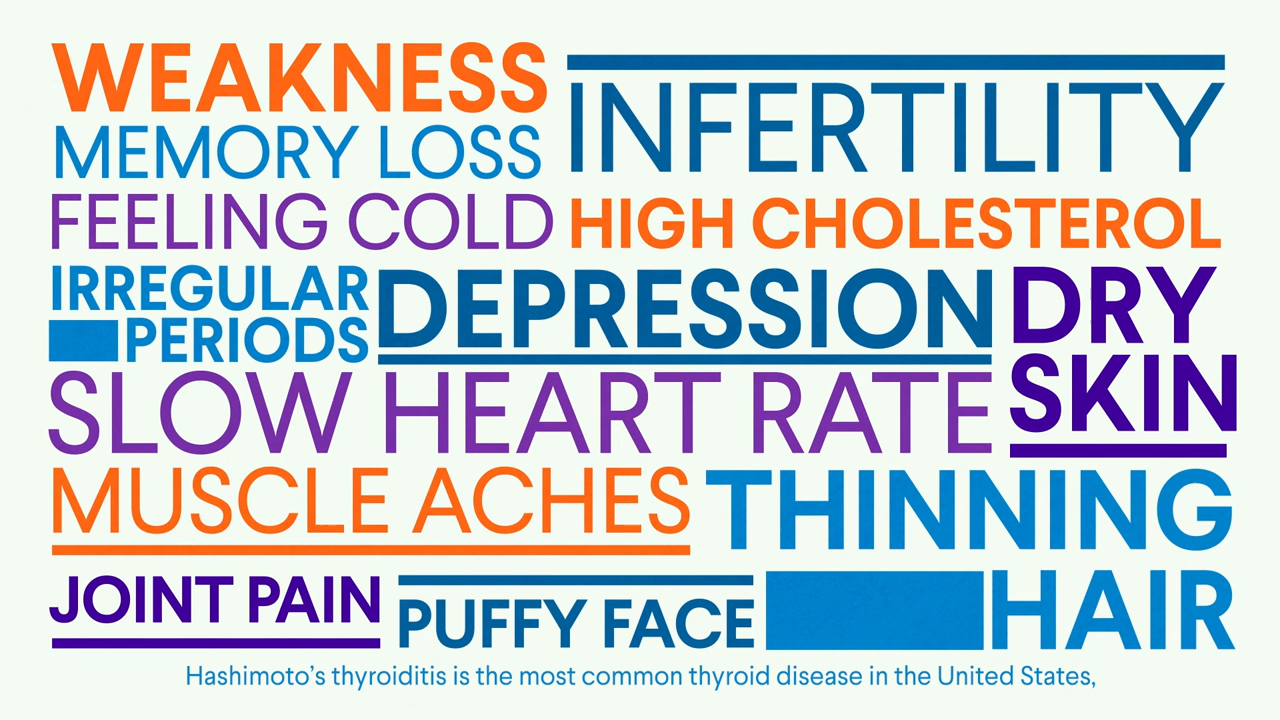 WEAKNESS
MEMORY LOSS
INFERTILITY
FEELING COLD
HIGH CHOLESTEROL
IRREGULAR
PERIODS
DEPRESSION
DRY
SKIN
SLOW HEART RATE
MUSCLE ACHES
THINNING
HAIR
JOINT PAIN
PUFFY FACE
Hashimoto’s thyroiditis is the most common thyroid disease in the United States,